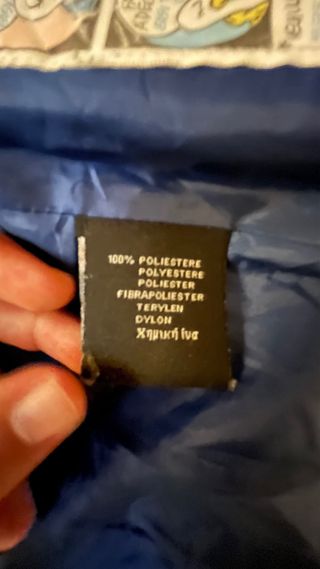 100% POLIESTERE
POLYESTERE
POLIESTER
FIBRAPOLIESTER
TERYLEN
DYLON
Χημική ίνα